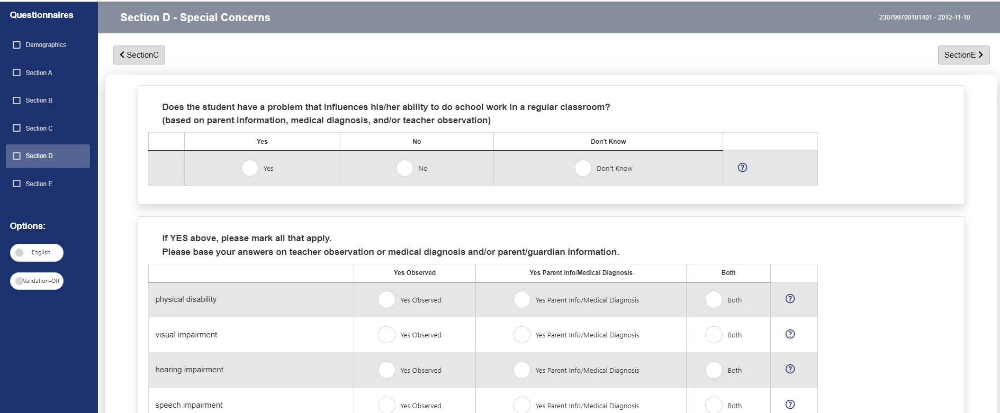 Questionnaires
Demographics
Section A
Section B
Section C
Section D
Section E
Options:
English
Validation-Off
Section D - Special Concerns
230799700101401 - 2012-11-10
SectionC
SectionE
Does the student have a problem that influences his/her ability to do school work in a regular classroom?
(based on parent information, medical diagnosis, and/or teacher observation)
Yes No Don't Know
Yes No Don't Know ?
If YES above, please mark all that apply.
Please base your answers on teacher observation or medical diagnosis and/or parent/guardian information.
Yes Observed Yes Parent Info/Medical Diagnosis Both
physical disability Yes Observed Yes Parent Info/Medical Diagnosis Both ?
visual impairment Yes Observed Yes Parent Info/Medical Diagnosis Both ?
hearing impairment Yes Observed Yes Parent Info/Medical Diagnosis Both ?
speech impairment Yes Observed Yes Parent Info/Medical Diagnosis Both ?